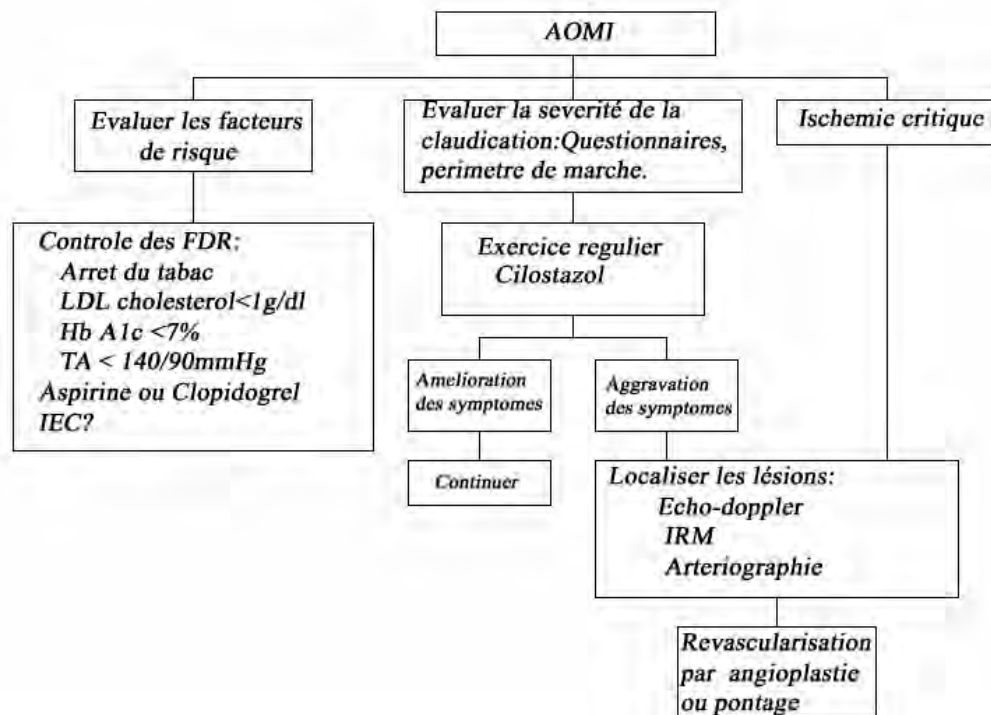 AOMI
Evaluer les facteurs
de risque
Evaluer la severité de la
claudication:Questionnaires,
perimetre de marche.
Ischemie critique
Controle des FDR:
Arret du tabac
LDL cholesterol<1g/dl
Hb A1c <7%
TA < 140/90mmHg
Aspirine ou Clopidogrel
IEC?
Exercice regulier
Cilostazol
Amelioration
des symptomes
Aggravation
des symptomes
Continuer
Localiser les lésions:
Echo-doppler
IRM
Arteriographie
Revascularisation
par angioplastie
ou pontage